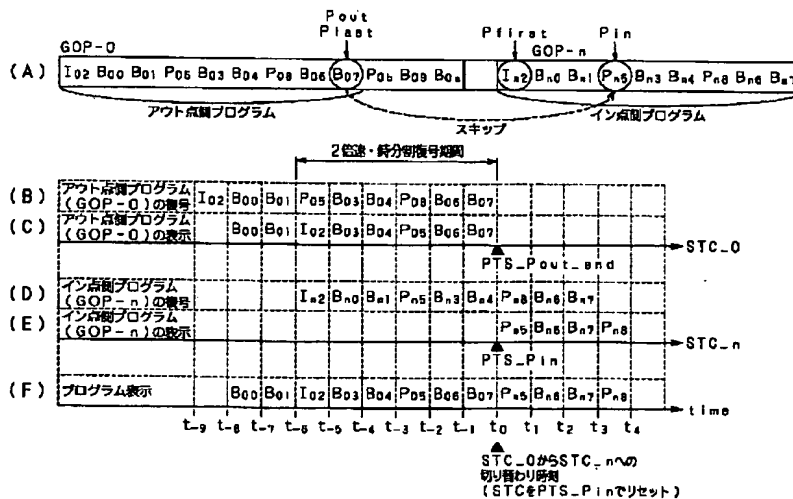 Pout
Plast
Pfirst
Pin
GOP-0
GOP-n
(A)
I02 B00 B01 P05 B03 B04 P08 B06 B07 P0b B09 B0a
In2 Bn0 Bn1 Pn5 Bn3 Bn4 Pn8 Bn6 Bn7
アウト点側プログラム
スキップ
イン点側プログラム
2倍速・時分割復号期間
(B)
アウト点側プログラム
(GOP-0)の復号
I02 B00 B01 P05 B03 B04 P08 B06 B07
(C)
アウト点側プログラム
(GOP-0)の表示
B00 B01 I02 B03 B04 P05 B06 B07
STC_0
PTS_Pout_end
(D)
イン点側プログラム
(GOP-n)の復号
In2 Bn0 Bn1 Pn5 Bn3 Bn4 Pn8 Bn6 Bn7
(E)
イン点側プログラム
(GOP-n)の表示
Pn5 Bn6 Bn7 Pn8
STC_n
PTS_Pin
(F)
プログラム表示
B00 B01 I02 B03 B04 P05 B06 B07 Pn5 Bn6 Bn7 Pn8
time
t-9 t-8 t-7 t-6 t-5 t-4 t-3 t-2 t-1 t0 t1 t2 t3 t4
STC_0からSTC_nへの
切り替わり時刻
(STCをPTS_Pinでリセット)